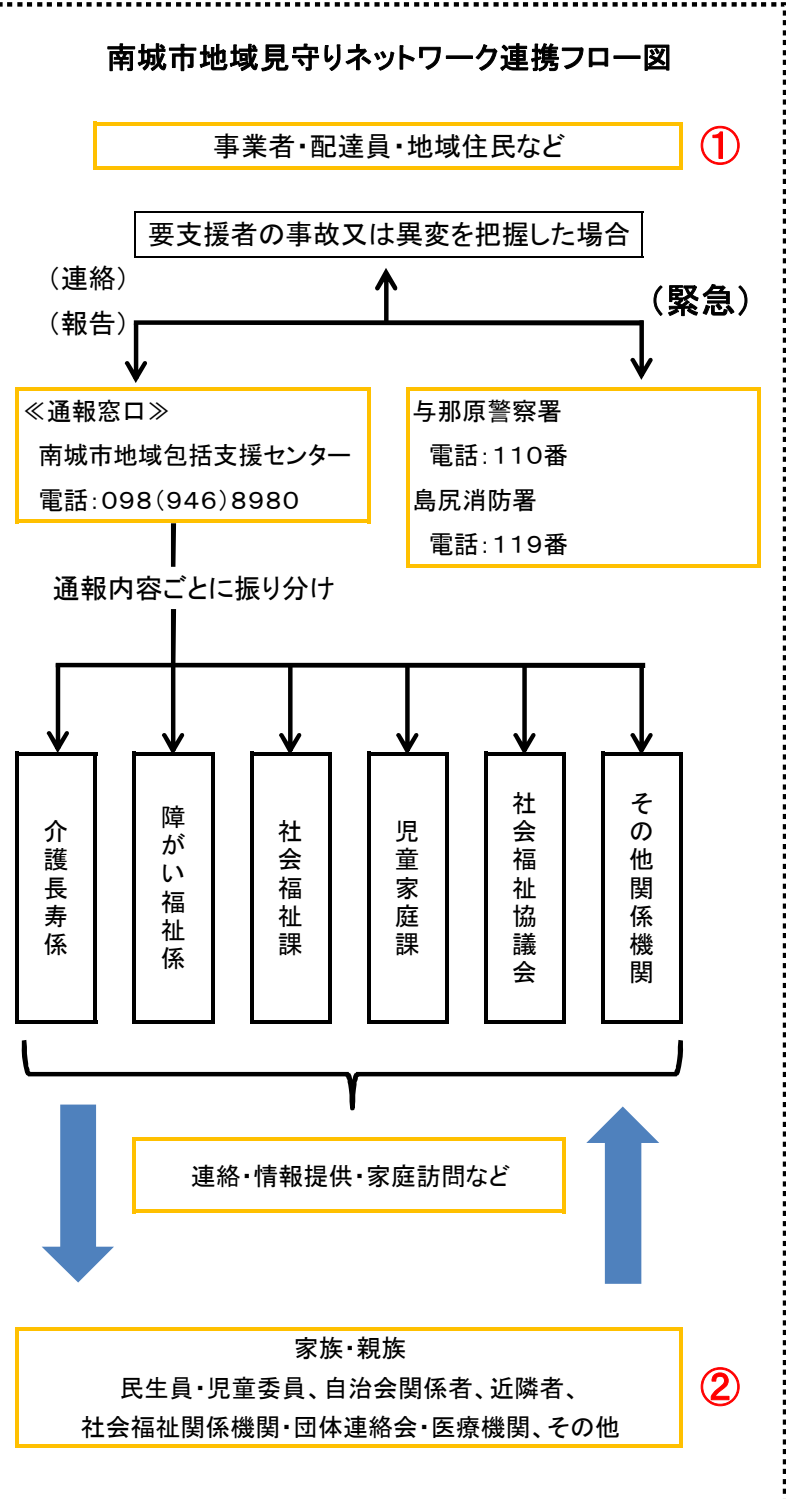 南城市地域見守りネットワーク連携フロー図
事業者・配達員・地域住民など
①
要支援者の事故又は異変を把握した場合
（連絡）
（報告）
（緊急）
≪通報窓口≫
南城市地域包括支援センター
電話：０９８（９４６）８９８０
与那原警察署
電話：１１０番
島尻消防署
電話：１１９番
通報内容ごとに振り分け
介護長寿係
障がい福祉係
社会福祉課
児童家庭課
社会福祉協議会
その他関係機関
連絡・情報提供・家庭訪問など
家族・親族
民生員・児童委員、自治会関係者、近隣者、
社会福祉関係機関・団体連絡会・医療機関、その他
②